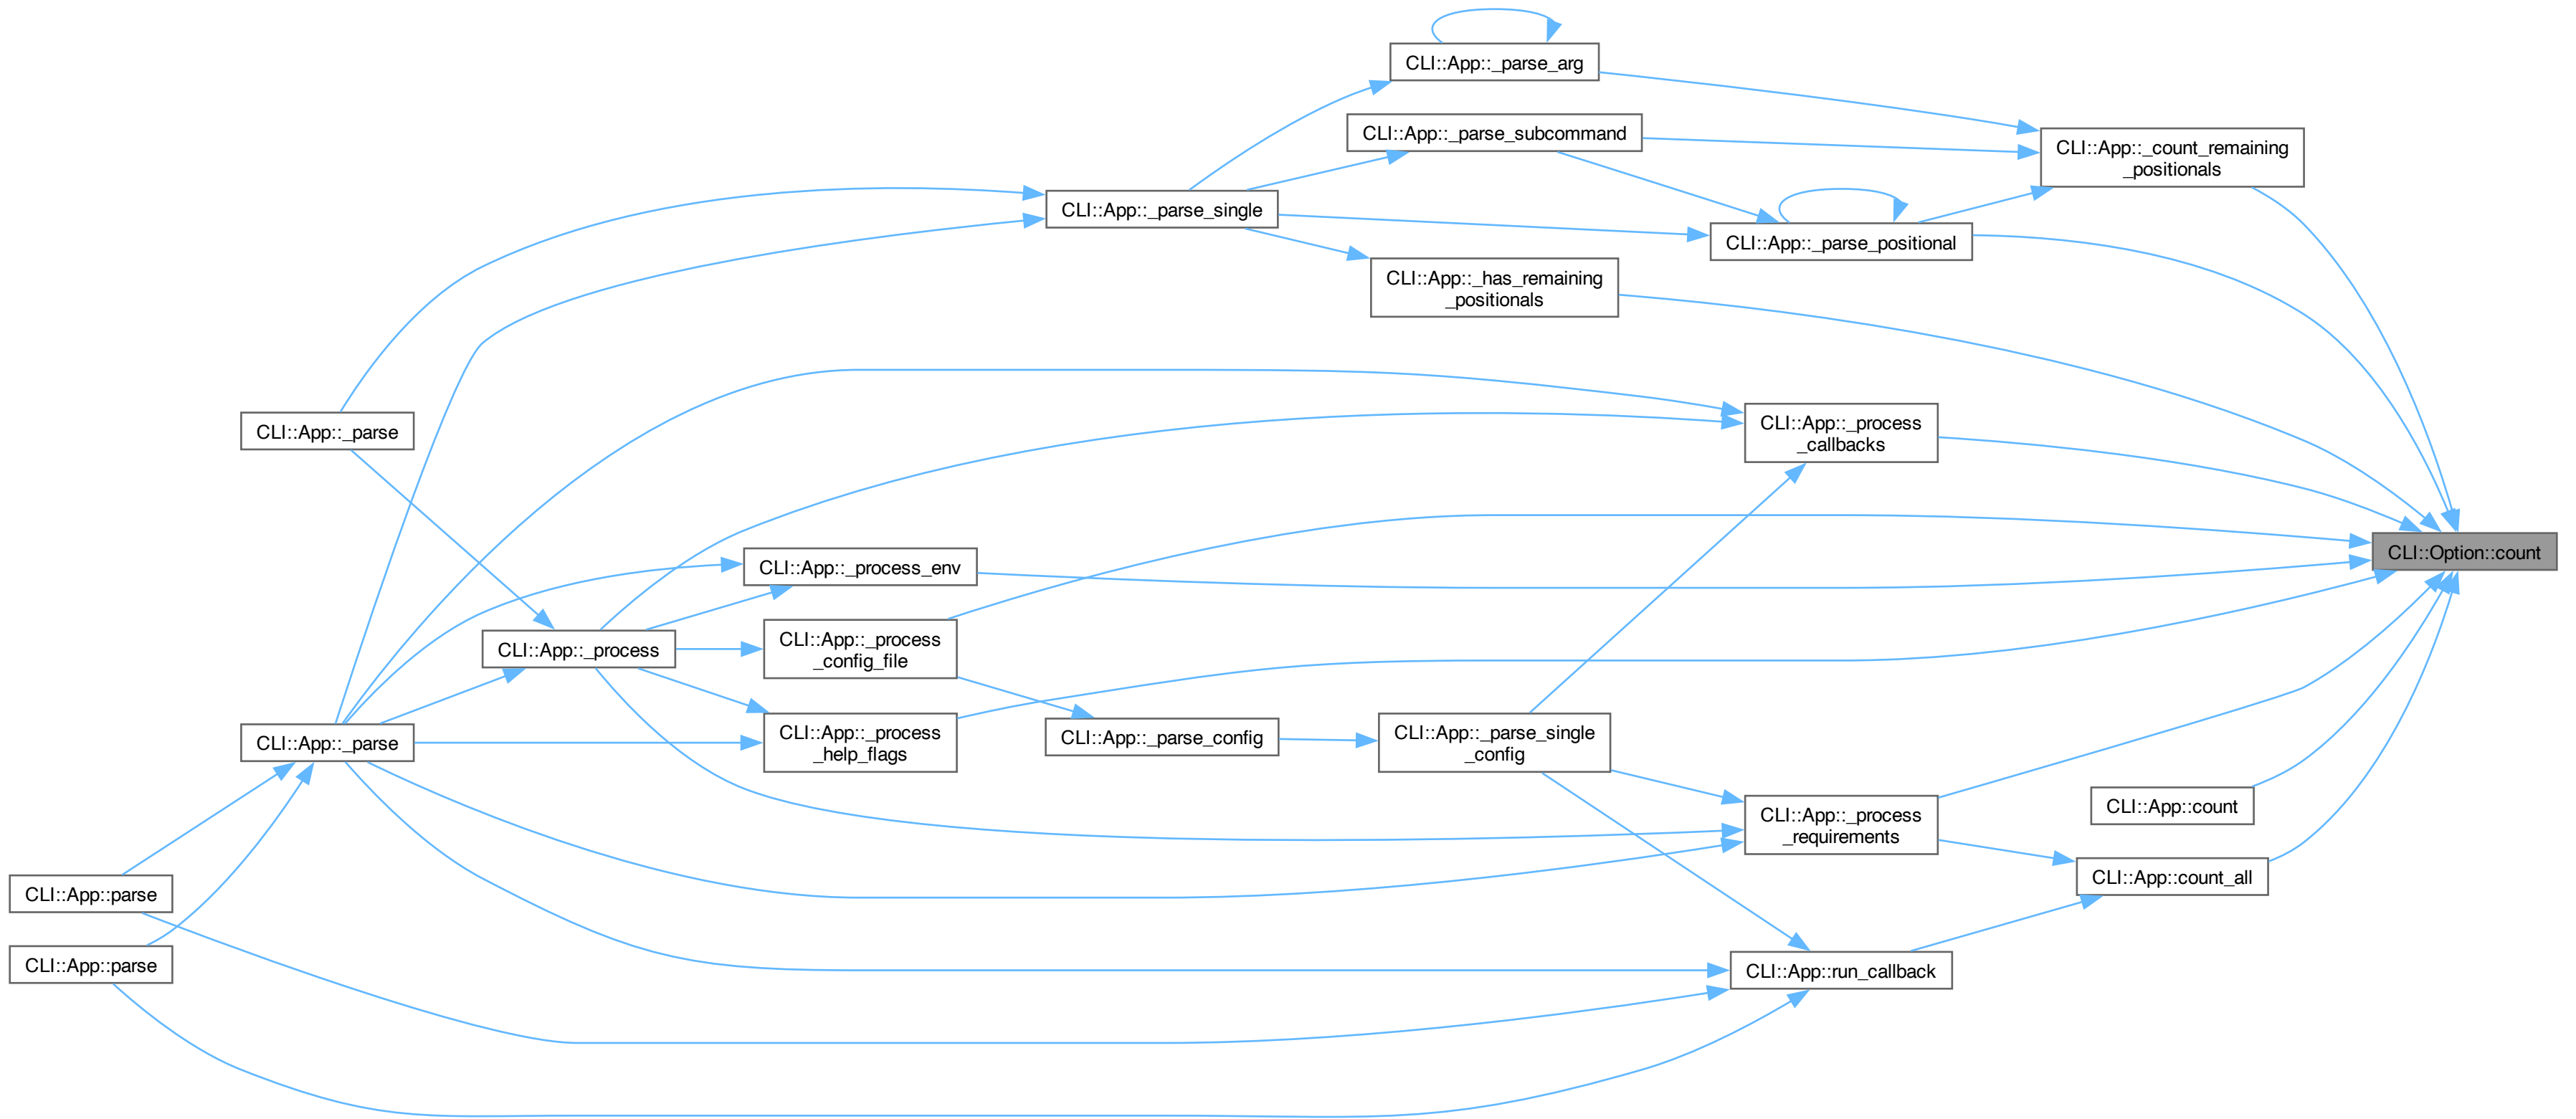 CLI::App::_parse_arg
CLI::App::_parse_subcommand
CLI::App::_count_remaining
_positionals
CLI::App::_parse_single
CLI::App::_parse_positional
CLI::App::_has_remaining
_positionals
CLI::App::_parse
CLI::App::_process
_callbacks
CLI::Option::count
CLI::App::_process_env
CLI::App::_process
CLI::App::_process
_config_file
CLI::App::_parse
CLI::App::_process
_help_flags
CLI::App::_parse_config
CLI::App::_parse_single
_config
CLI::App::count
CLI::App::_process
_requirements
CLI::App::count_all
CLI::App::parse
CLI::App::parse
CLI::App::run_callback